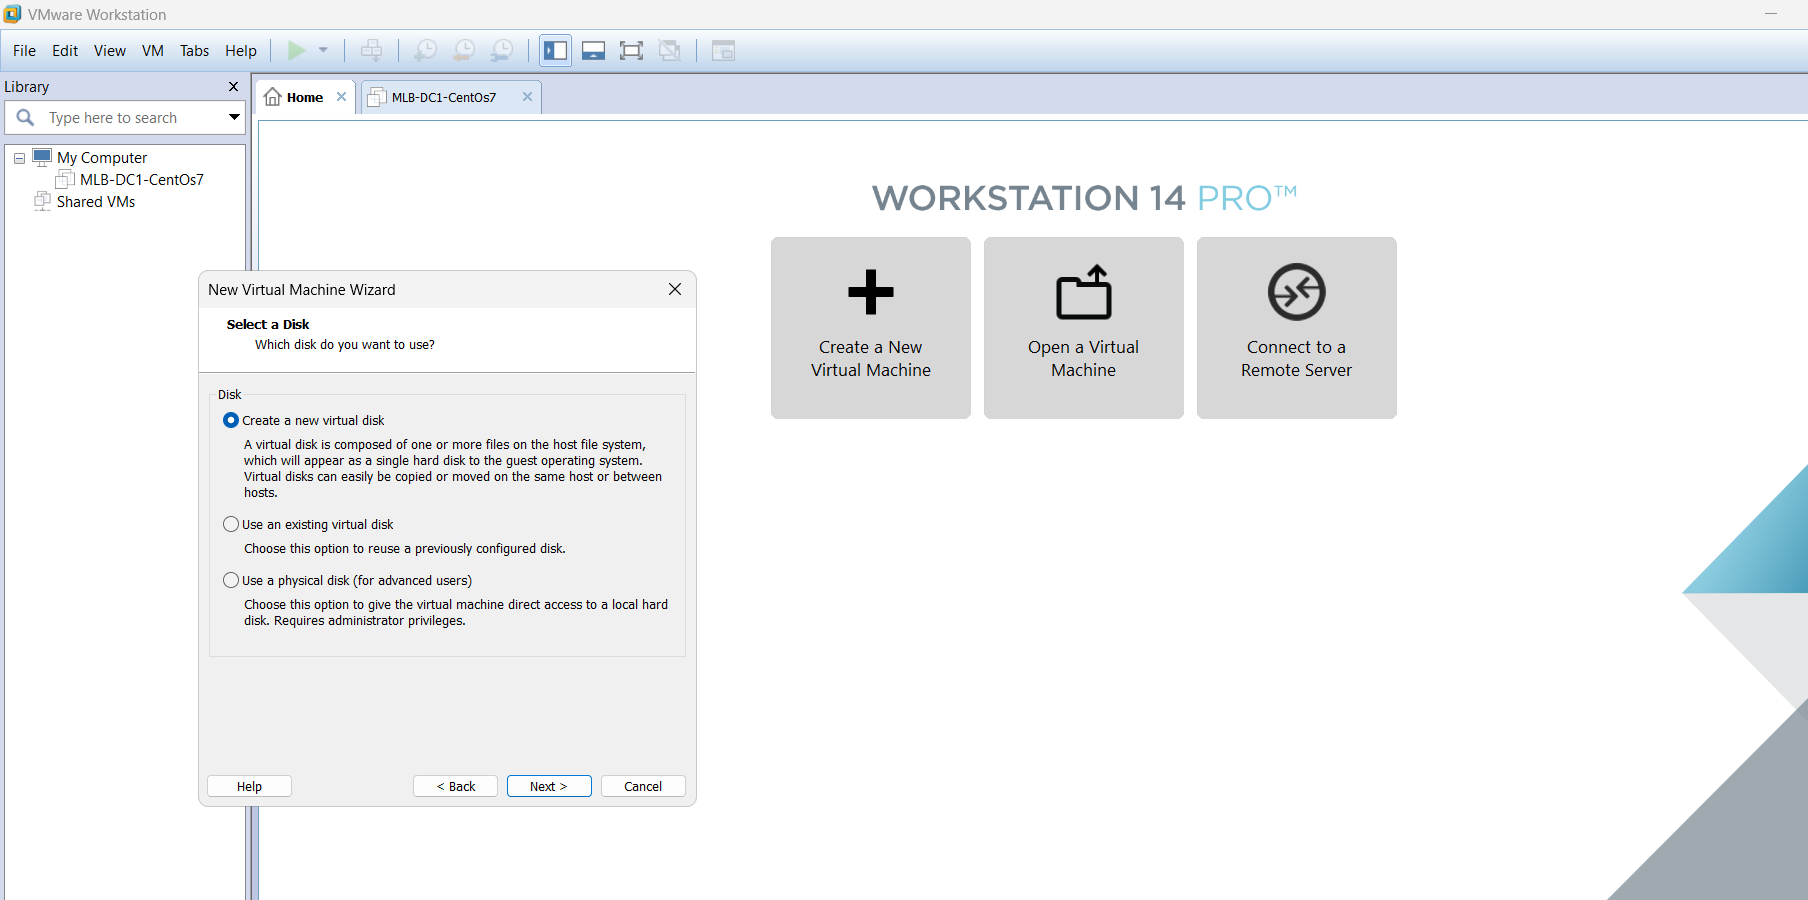 VMware Workstation
File Edit View VM Tabs Help
Library
Home
MLB-DC1-CentOs7
Type here to search
My Computer
MLB-DC1-CentOs7
Shared VMs
WORKSTATION 14 PRO™
Create a New
Virtual Machine
Open a Virtual
Machine
Connect to a
Remote Server
New Virtual Machine Wizard
Select a Disk
Which disk do you want to use?
Disk
Create a new virtual disk
A virtual disk is composed of one or more files on the host file system,
which will appear as a single hard disk to the guest operating system.
Virtual disks can easily be copied or moved on the same host or between
hosts.
Use an existing virtual disk
Choose this option to reuse a previously configured disk.
Use a physical disk (for advanced users)
Choose this option to give the virtual machine direct access to a local hard
disk. Requires administrator privileges.
Help < Back Next > Cancel